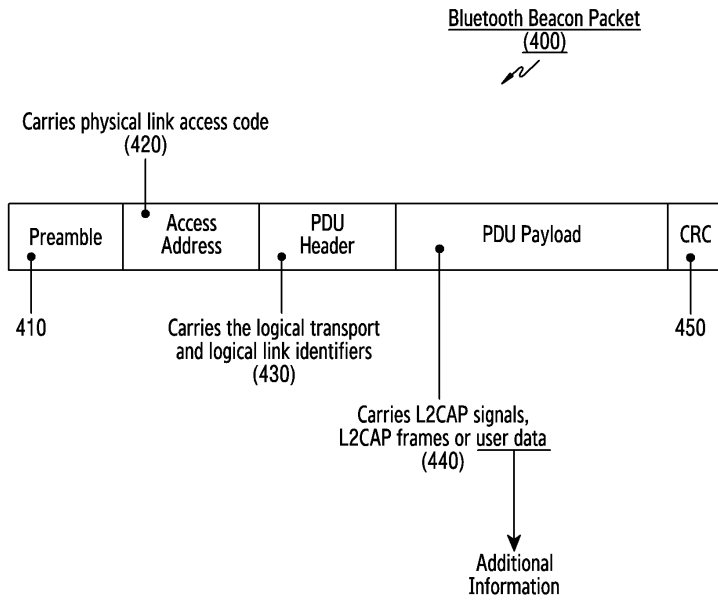 Bluetooth Beacon Packet
(400)
Carries physical link access code
(420)
Preamble
Access
Address
PDU
Header
PDU Payload
CRC
410
Carries the logical transport
and logical link identifiers
(430)
450
Carries L2CAP signals,
L2CAP frames or user data
(440)
Additional
Information